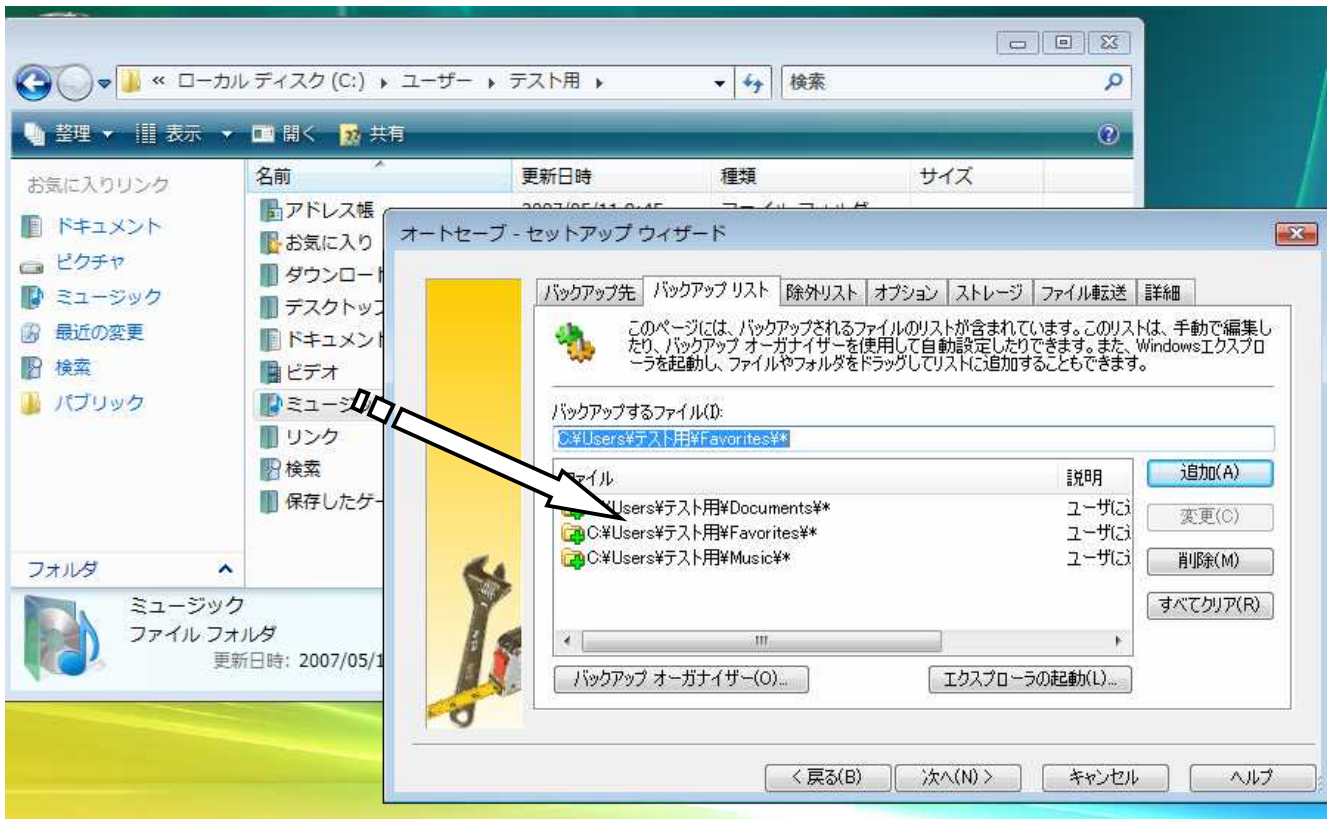 « ローカル ディスク (C:) ▸ ユーザー ▸ テスト用 ▸
検索
整理 表示 開く 共有
お気に入りリンク
ドキュメント
ピクチャ
ミュージック
最近の変更
検索
パブリック
フォルダ
名前 更新日時 種類 サイズ
アドレス帳
お気に入り
ダウンロード
デスクトップ
ドキュメント
ビデオ
リンク
検索
ミュージック
ファイル フォルダ
更新日時: 2007/05/1
オートセーブ - セットアップ ウィザード
バックアップ先 バックアップ リスト 除外リスト オプション ストレージ ファイル転送 詳細
このページには、バックアップされるファイルのリストが含まれています。このリストは、手動で編集し
たり、バックアップ オーガナイザーを使用して自動設定したりできます。また、Windowsエクスプロ
ーラを起動し、ファイルやフォルダをドラッグしてリストに追加することもできます。
バックアップするファイル(I):
C:¥Users¥テスト用¥Favorites¥*
説明
Users¥テスト用¥Documents¥* ユーザに
C:¥Users¥テスト用¥Favorites¥* ユーザに
C:¥Users¥テスト用¥Music¥* ユーザに
追加(A)
変更(C)
削除(M)
すべてクリア(R)
バックアップ オーガナイザー(O)... エクスプローラの起動(L)...
< 戻る(B) 次へ(N) > キャンセル ヘルプ